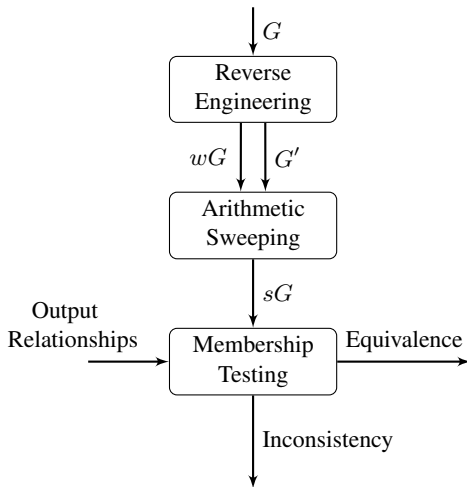 G
Reverse
Engineering
wG
G′
Arithmetic
Sweeping
sG
Output
Relationships
Membership
Testing
Equivalence
Inconsistency